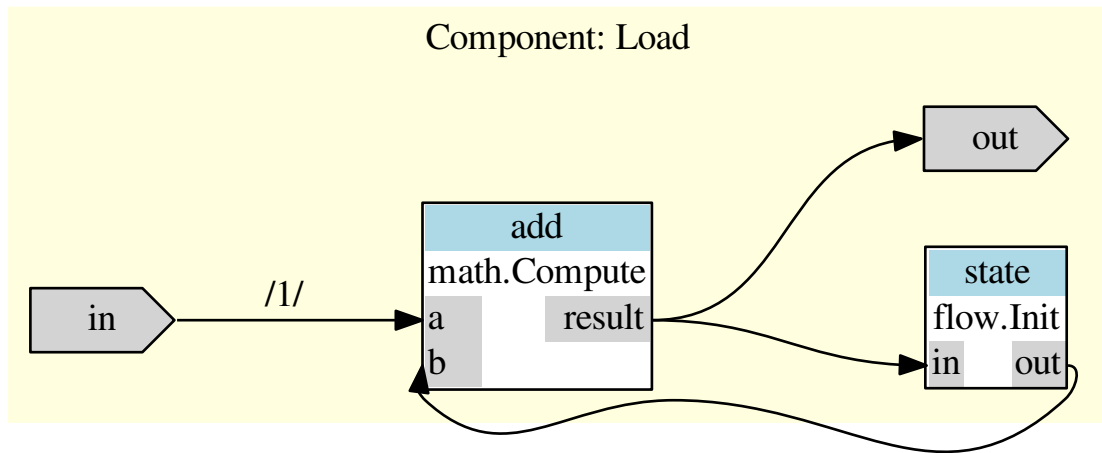 Component: Load
out
add
math.Compute
a result
b
/1/
in
state
flow.Init
in out